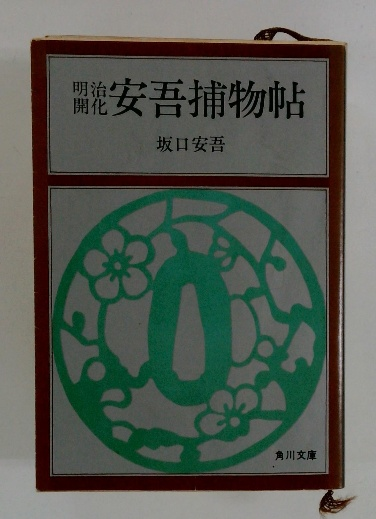 明治
開化
安吾捕物帖
坂口安吾
角川文庫